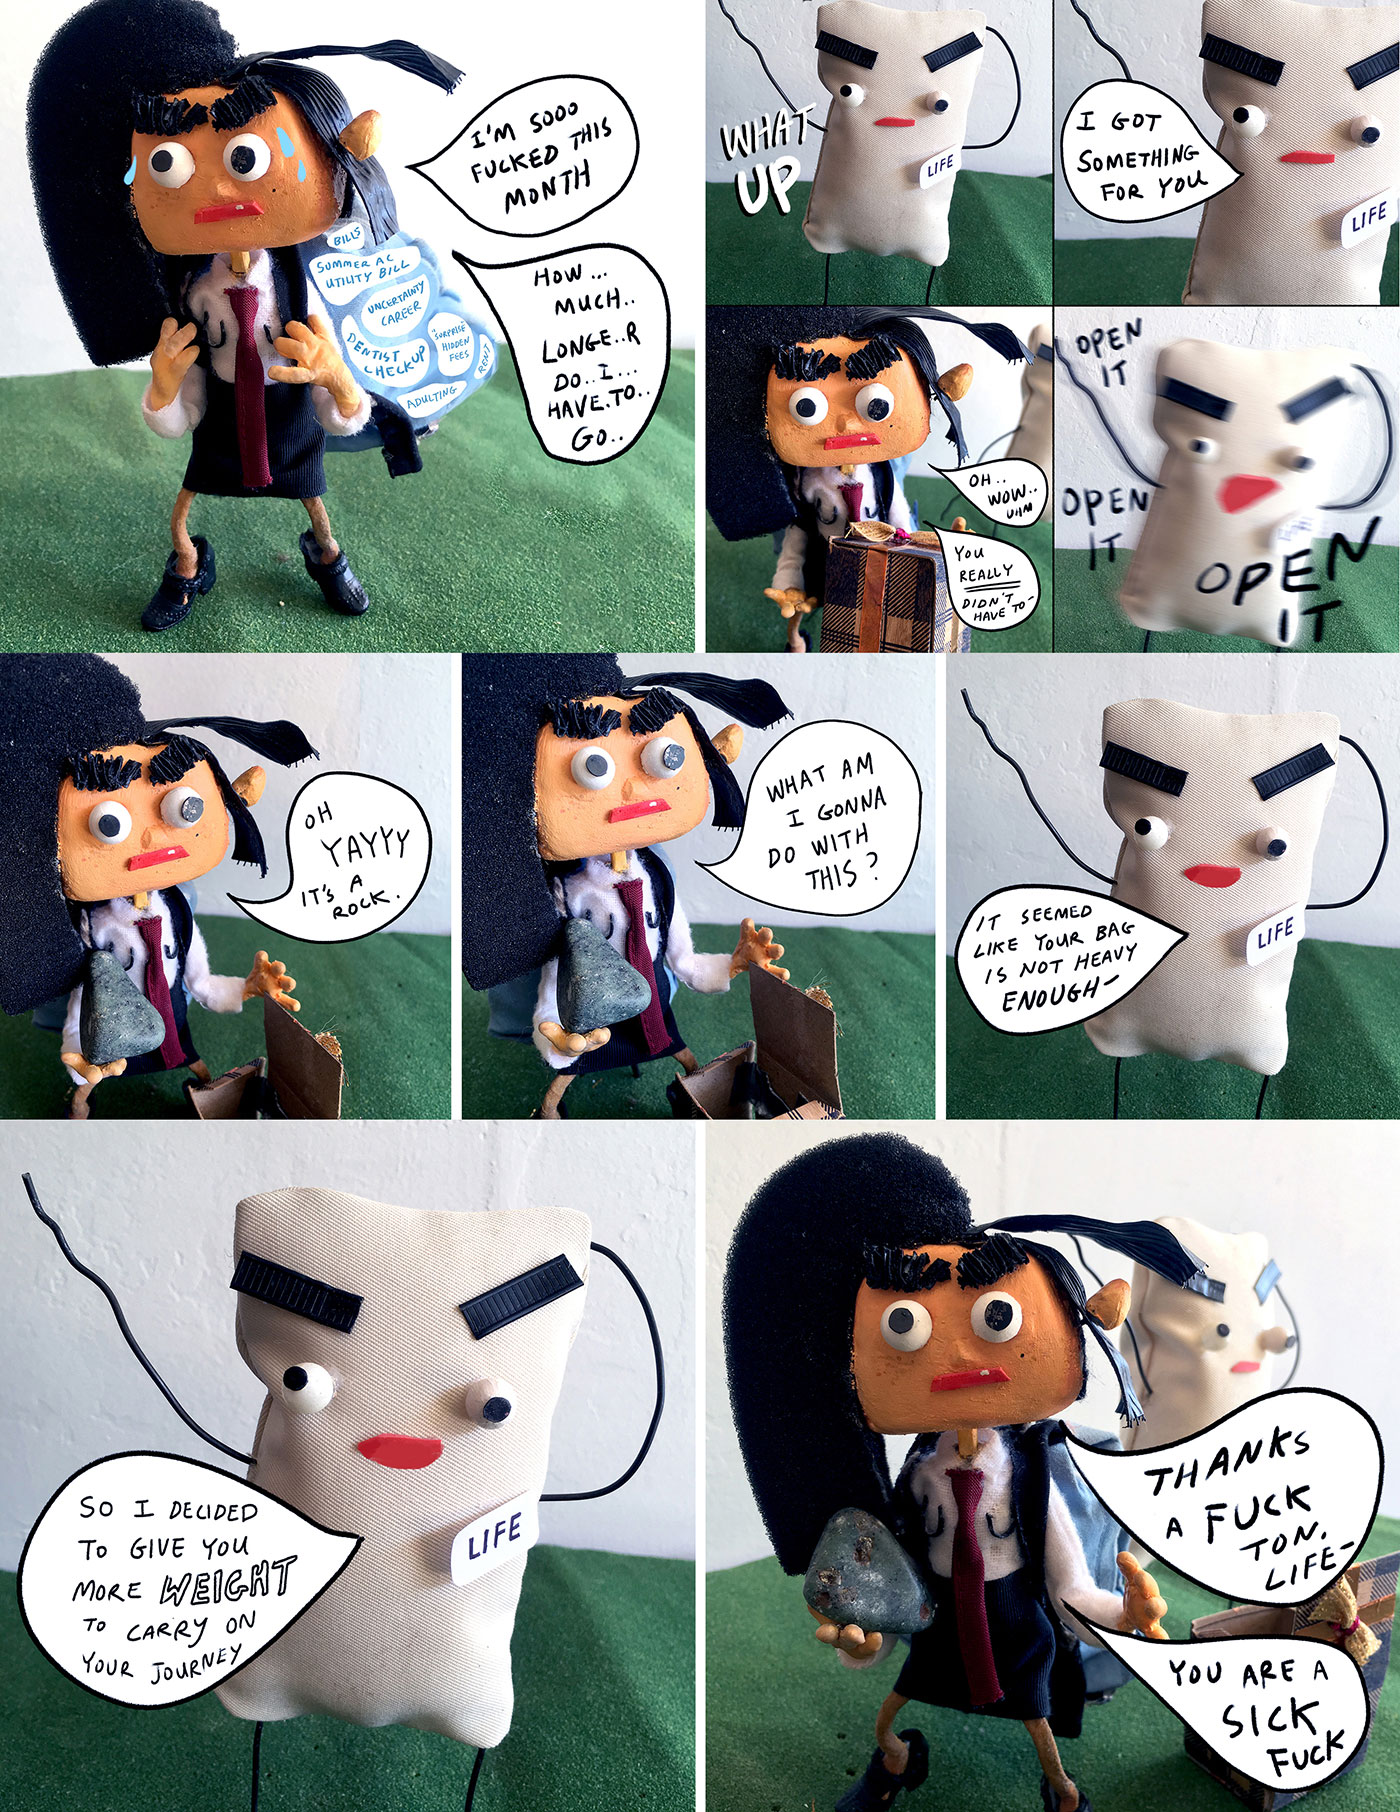 I'M SOOO
FUCKED THIS
MONTH
HOW...
MUCH..
LONGE..R
DO..I...
HAVE.TO..
GO..
BILLS
SUMMER AC
UTILITY BILL
UNCERTAINTY
CAREER
DENTIST
CHECKUP
"SURPRISE
HIDDEN
FEES
RENT
ADULTING
WHAT
UP
LIFE
I GOT
SOMETHING
FOR YOU
LIFE
OH..
WOW..
UHM
YOU
REALLY
DIDN'T
HAVE TO-
OPEN
IT
OPEN
IT
OPEN
IT
OH
YAYYY
IT'S A
ROCK.
WHAT AM
I GONNA
DO WITH
THIS?
IT SEEMED
LIKE YOUR BAG
IS NOT HEAVY
ENOUGH-
LIFE
SO I DECIDED
TO GIVE YOU
MORE WEIGHT
TO CARRY ON
YOUR JOURNEY
LIFE
THANKS
A FUCK
TON.
LIFE-
YOU ARE A
SICK
FUCK